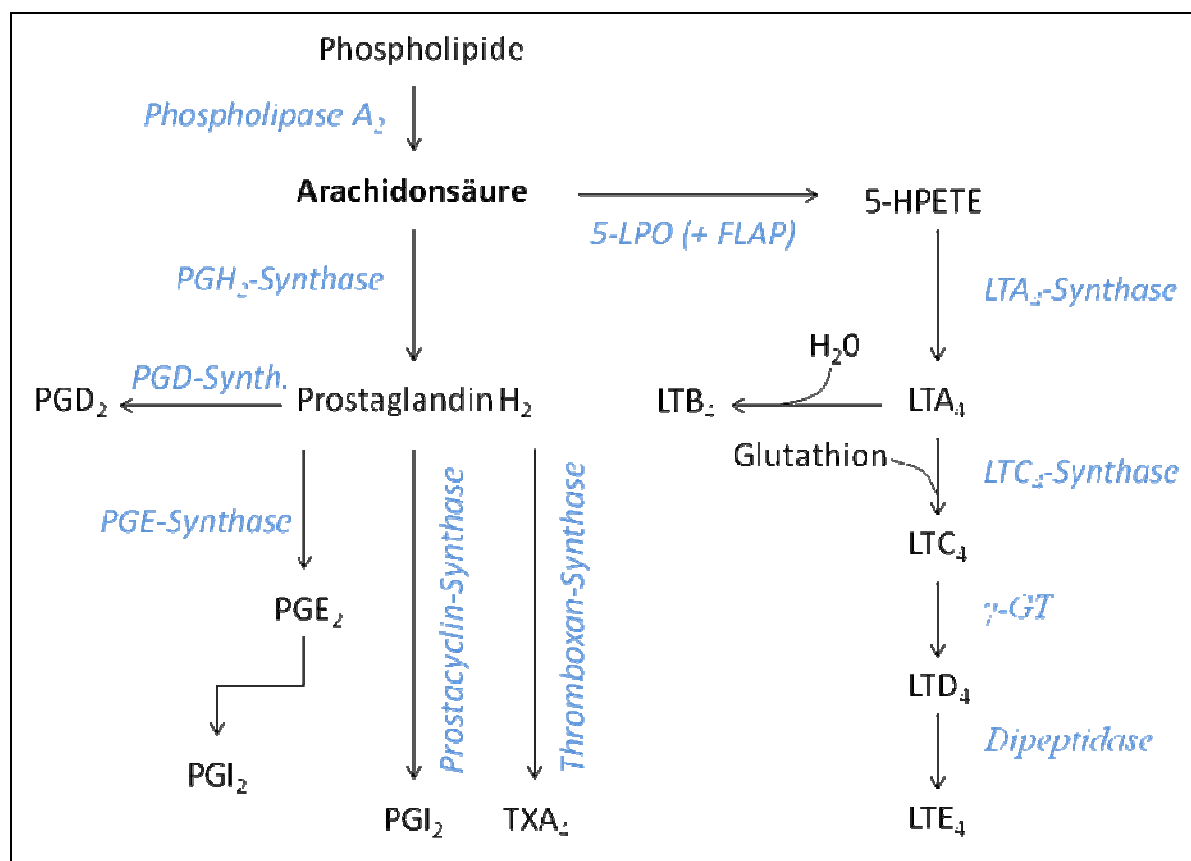 Phospholipide
Phospholipase A₂
Arachidonsäure
5-HPETE
5-LPO (+ FLAP)
PGH₂-Synthase
LTA₄-Synthase
H₂0
PGD-Synth.
PGD₂
Prostaglandin H₂
LTB₄
LTA₄
Glutathion
LTC₄-Synthase
PGE-Synthase
Prostacyclin-Synthase
Thromboxan-Synthase
LTC₄
PGE₂
γ-GT
LTD₄
Dipeptidase
PGI₂
PGI₂
TXA₂
LTE₄